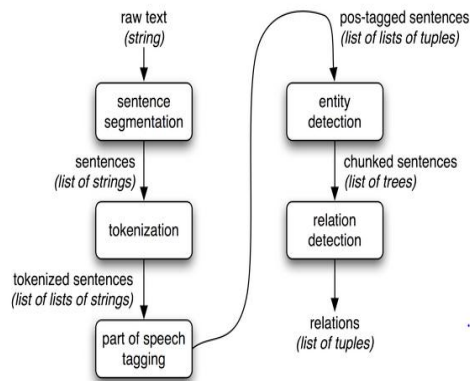 raw text
(string)
sentence
segmentation
sentences
(list of strings)
tokenization
tokenized sentences
(list of lists of strings)
part of speech
tagging
pos-tagged sentences
(list of lists of tuples)
entity
detection
chunked sentences
(list of trees)
relation
detection
relations
(list of tuples)